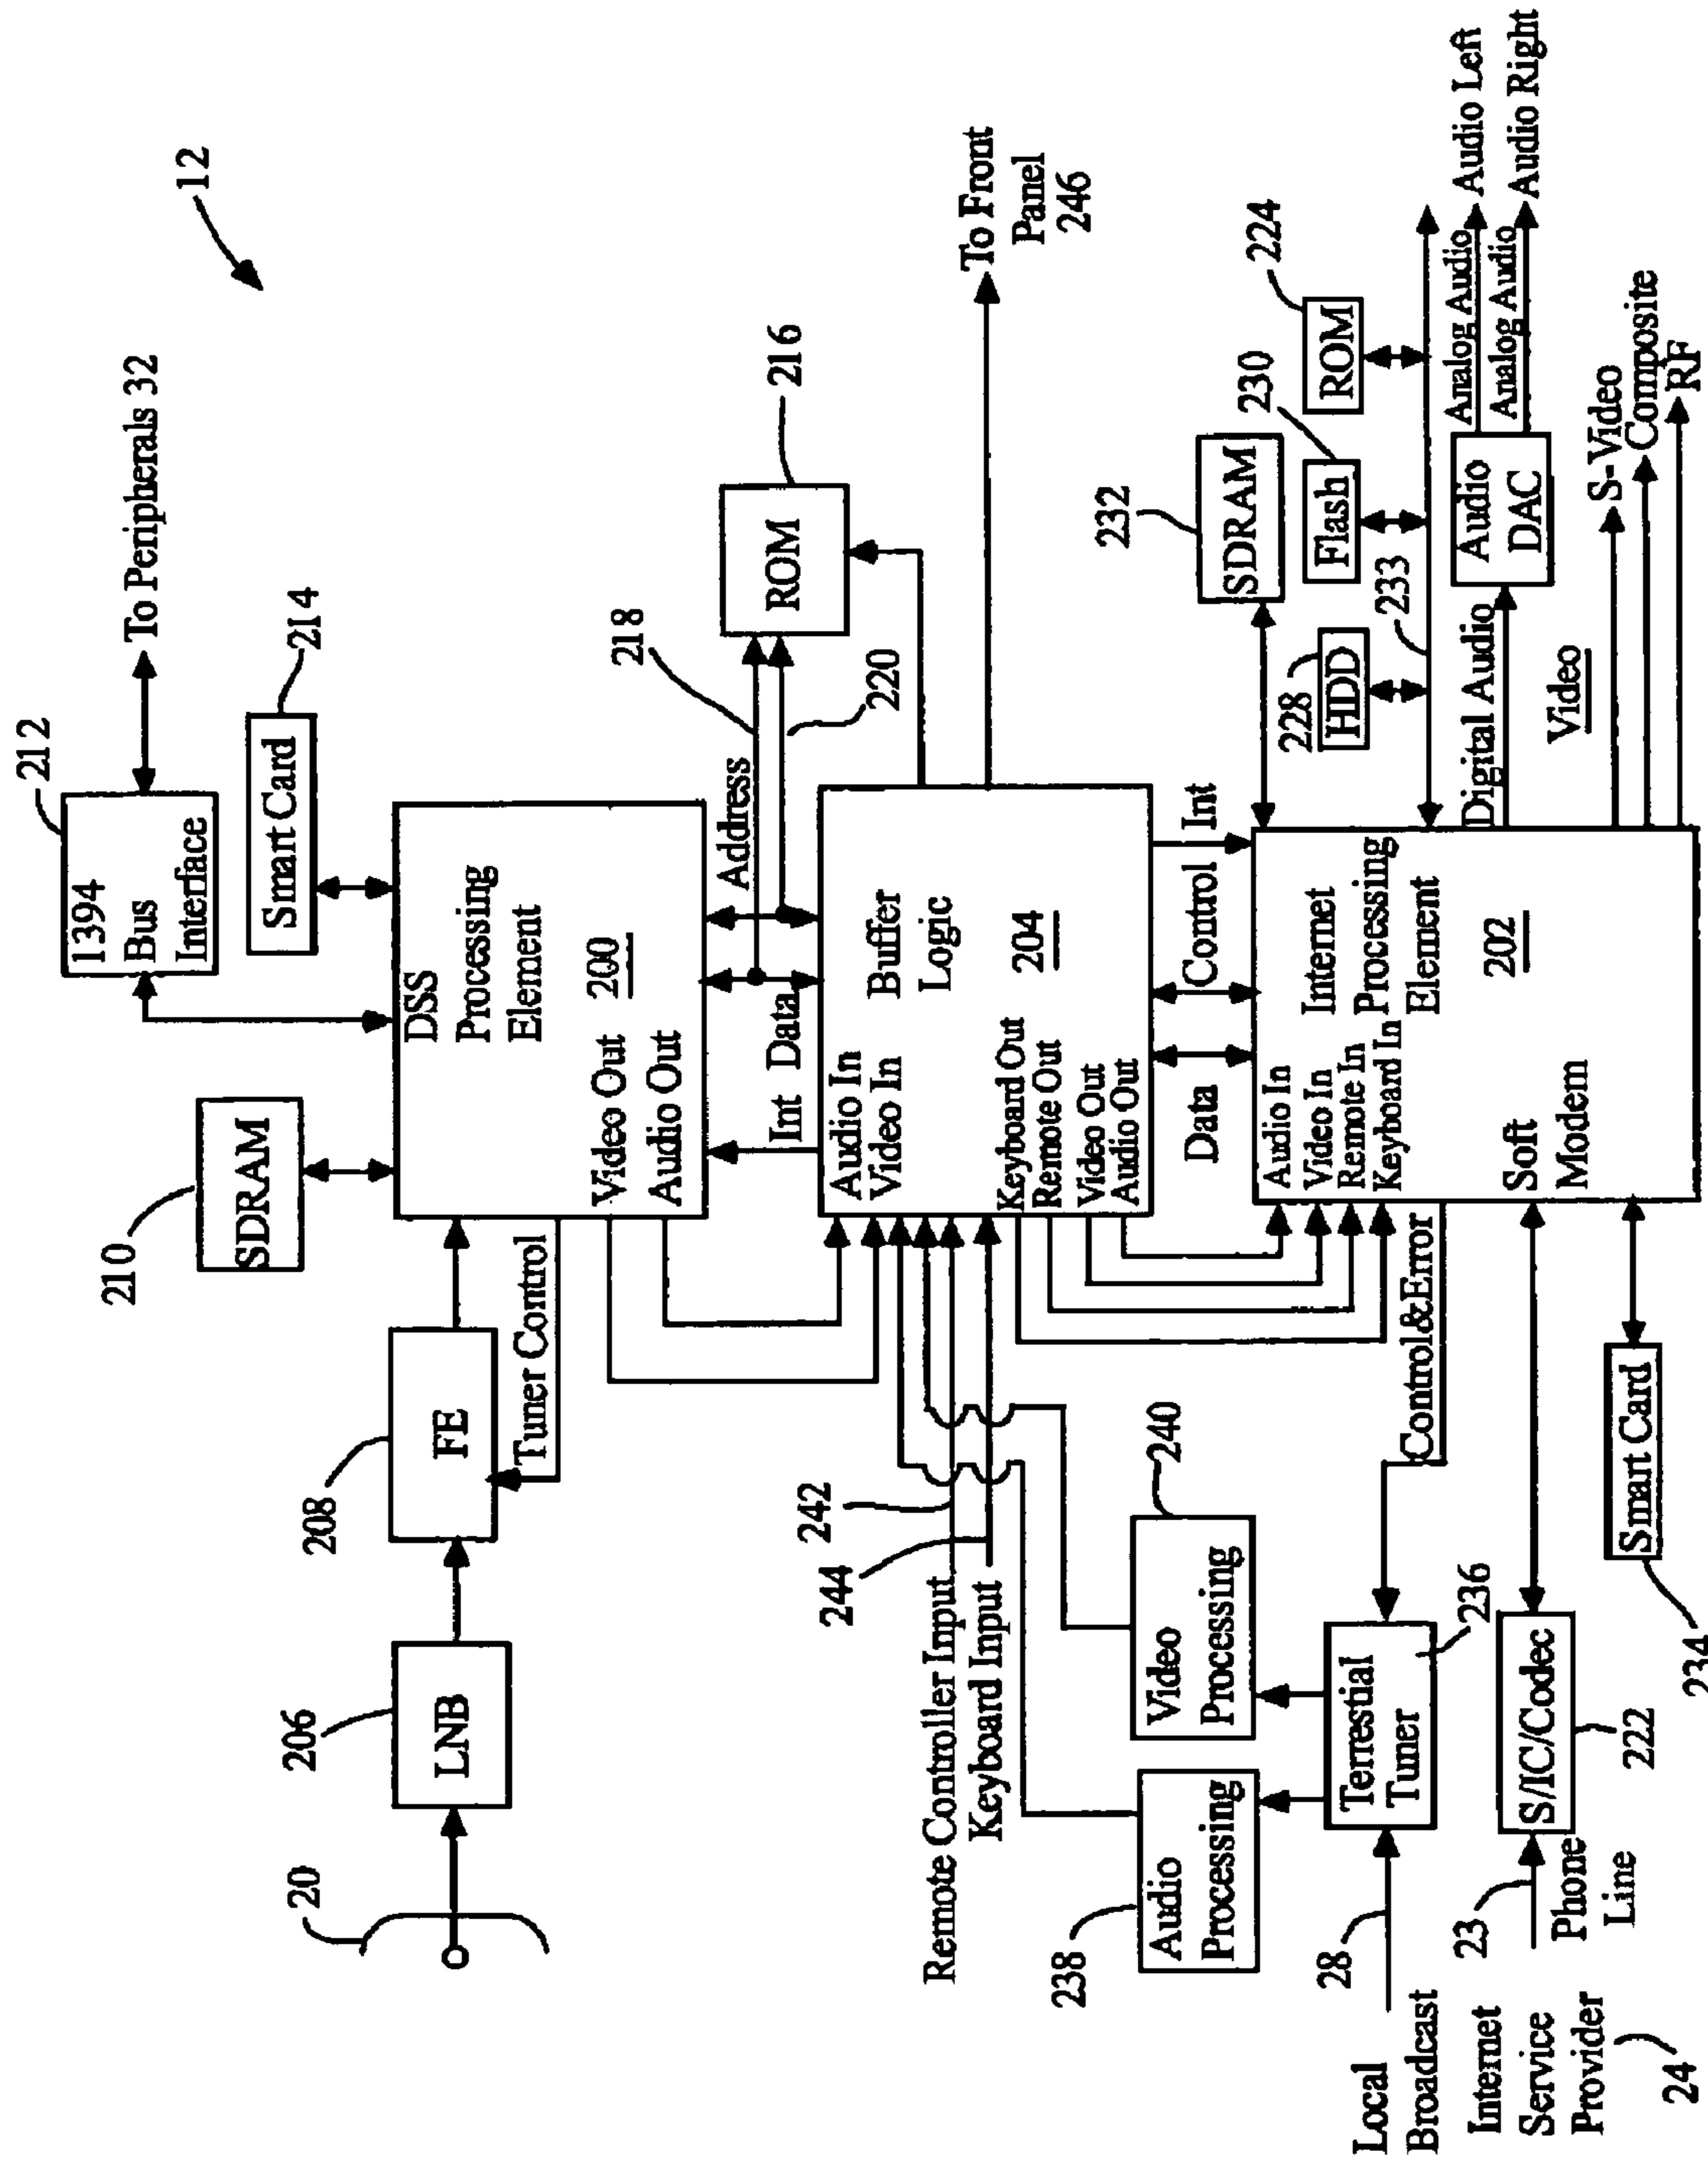 12
20
206
LNB
208
FE
Tuner Control
210
SDRAM
212
1394
Bus
Interface
To Peripherals 32
214
Smart Card
DSS
Processing
Element
200
Video Out
Audio Out
Int
Data
Address
218
220
216
ROM
Audio In
Video In
Buffer
Logic
204
Keyboard Out
Remote Out
Video Out
Audio Out
To Front
Panel
246
242
244
Remote Controller Input
Keyboard Input
238
Audio
Processing
240
Video
Processing
Data
Control
Int
Audio In
Video In
Remote In
Keyboard In
Internet
Processing
Element
202
Soft
Modem
Control&Error
232
SDRAM
228
HDD
230
Flash
224
ROM
233
Digital Audio
Audio
DAC
Analog Audio
Audio Left
Analog Audio
Audio Right
Video
S-Video
Composite
RF
Local
Broadcast
28
Terrestial
Tuner
236
Internet
Service
Provider
24
23
Phone
Line
S/IC/Codec
222
Smart Card
234